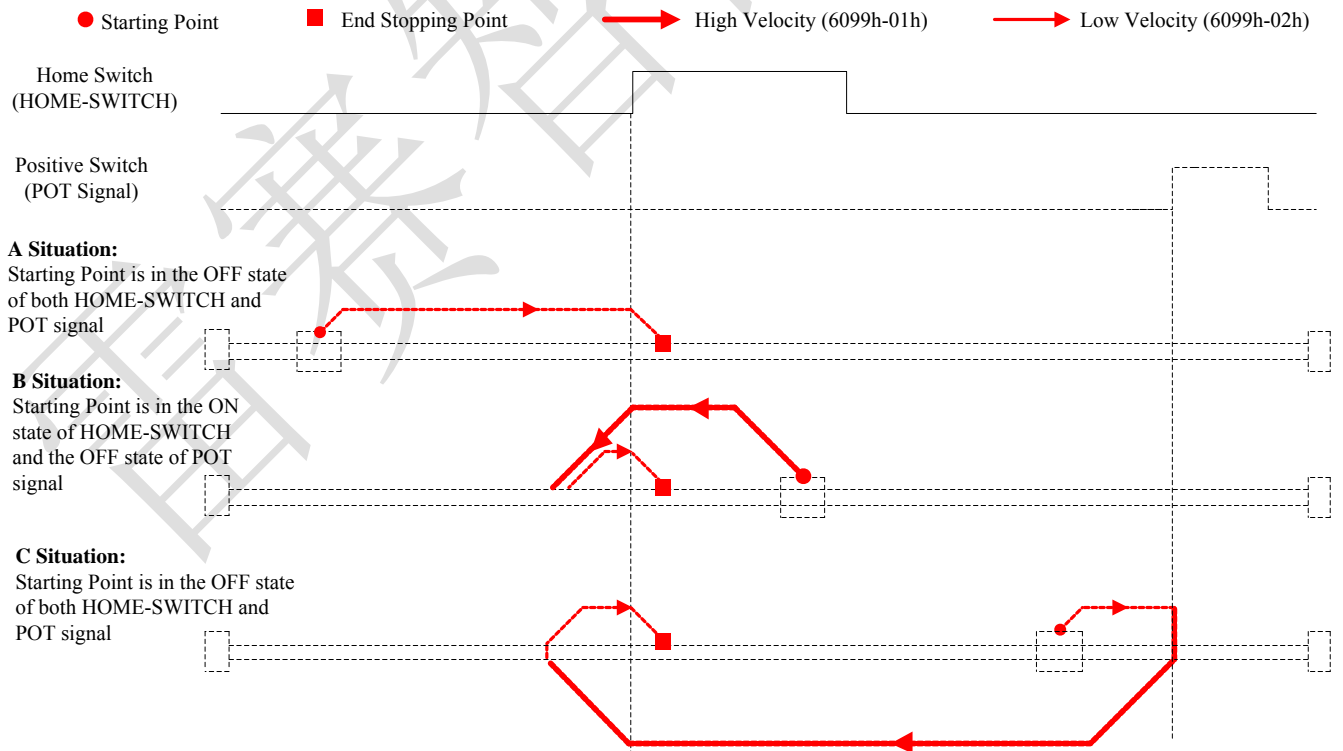 Starting Point
End Stopping Point
High Velocity (6099h-01h)
Low Velocity (6099h-02h)
Home Switch
(HOME-SWITCH)
Positive Switch
(POT Signal)
A Situation:
Starting Point is in the OFF state
of both HOME-SWITCH and
POT signal
B Situation:
Starting Point is in the ON
state of HOME-SWITCH
and the OFF state of POT
signal
C Situation:
Starting Point is in the OFF state
of both HOME-SWITCH and
POT signal
雷赛智